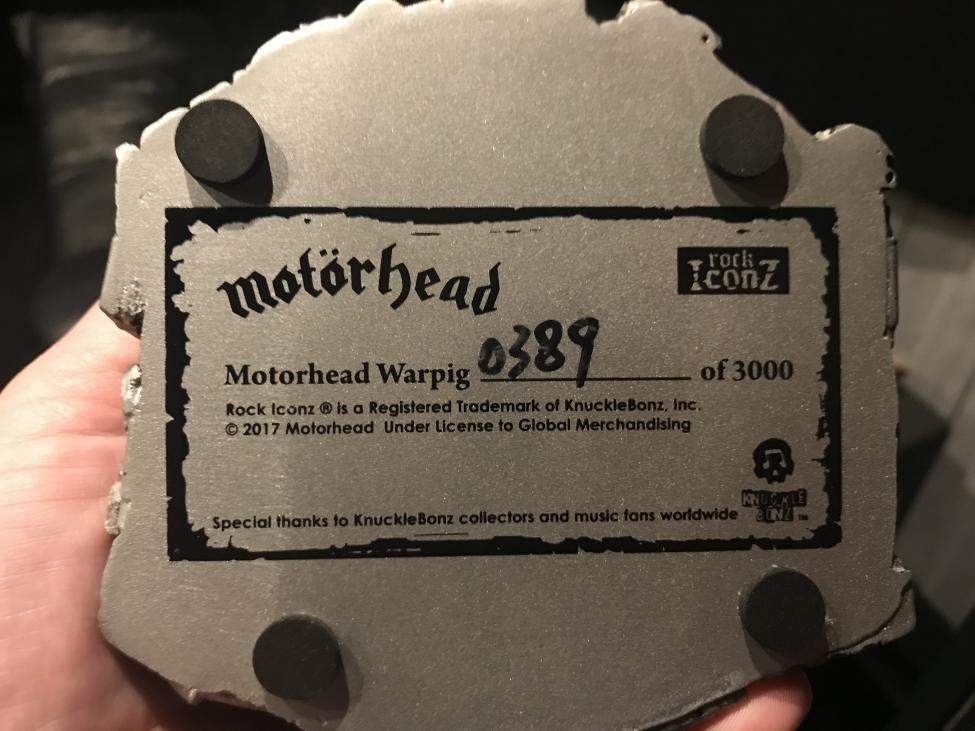 motörhead
rock Iconz
Motorhead Warpig 0389 of 3000
Rock Iconz ® is a Registered Trademark of KnuckleBonz, Inc.
© 2017 Motorhead Under License to Global Merchandising
KNUCKLE
BONZ ™
Special thanks to KnuckleBonz collectors and music fans worldwide